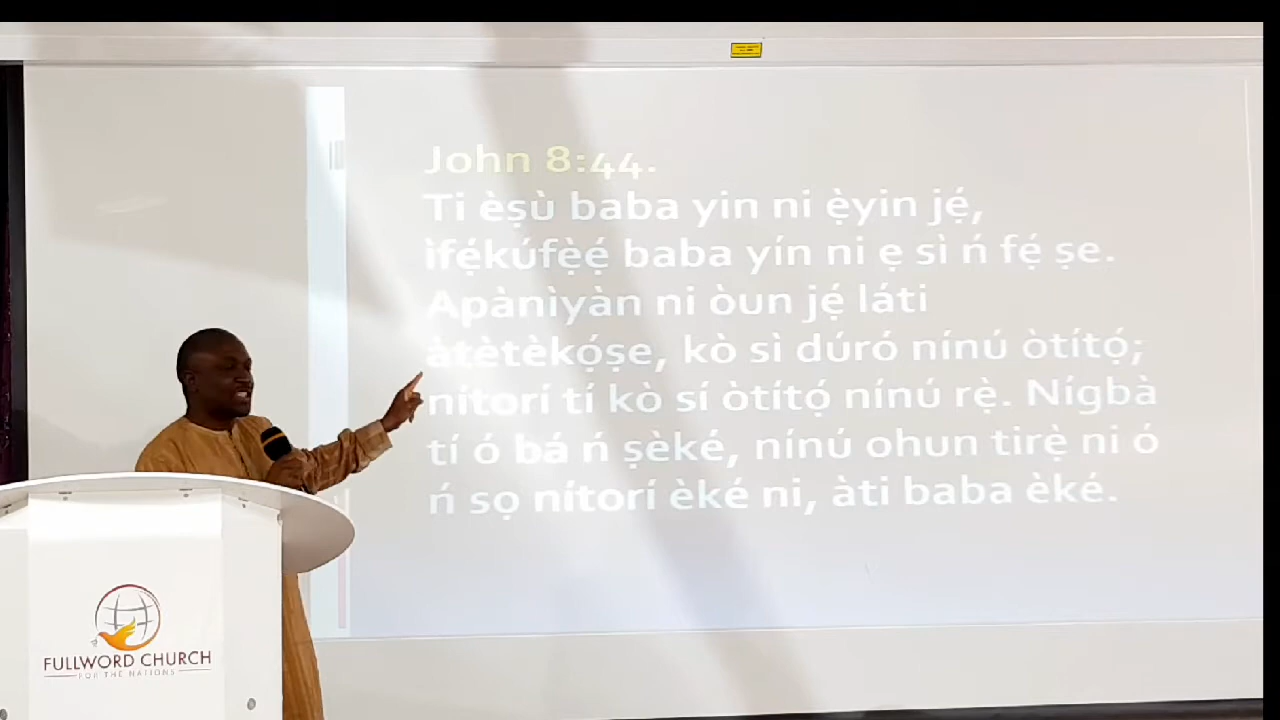 John 8:44.
Ti èṣù baba yin ni ẹ̀yin jẹ́,
ìfẹ́kúfẹ̀ẹ́ baba yín ni ẹ sì ń fẹ́ ṣe.
Apànìyàn ni òun jẹ́ láti
àtètèkọ́ṣe, kò sì dúró nínú òtítọ́;
nítorí tí kò sí òtítọ́ nínú rẹ̀. Nígbà
tí ó bá ń ṣèké, nínú ohun tirẹ̀ ni ó
ń sọ nítorí èké ni, àti baba èké.
FULLWORD CHURCH
FOR THE NATIONS